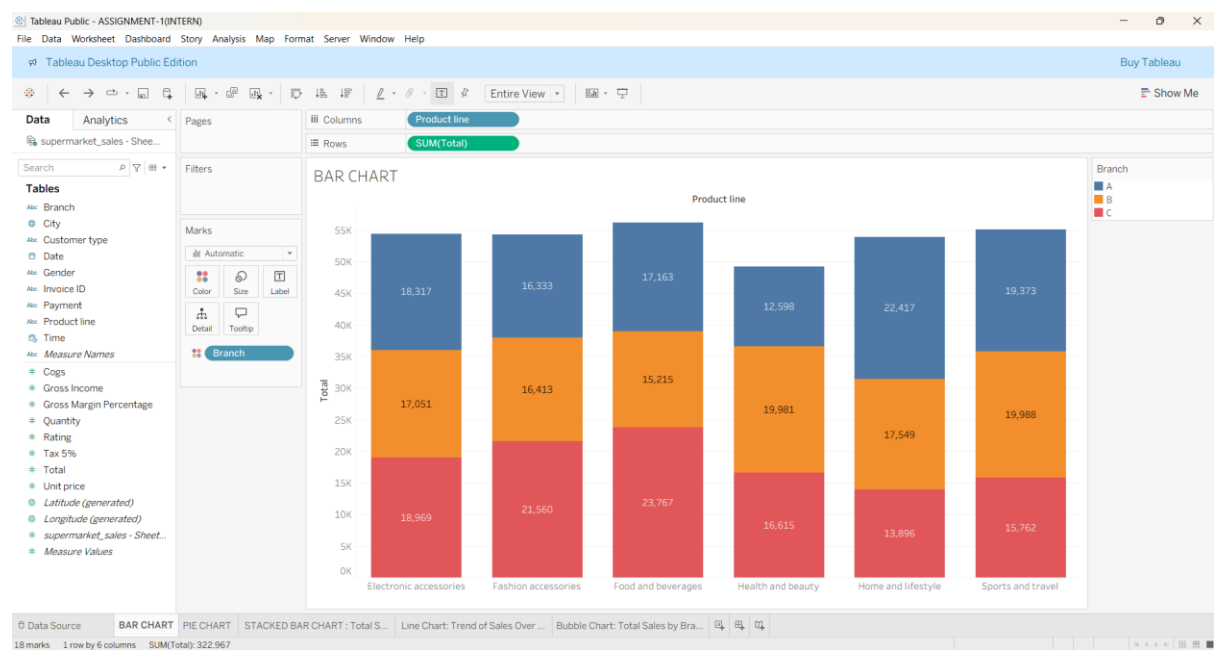 Tableau Public - ASSIGNMENT-1(INTERN)
File Data Worksheet Dashboard Story Analysis Map Format Server Window Help
Tableau Desktop Public Edition
Buy Tableau
Entire View
Show Me
Data Analytics
supermarket_sales - Shee...
Search
Tables
Abc Branch
City
Abc Customer type
Date
Abc Gender
Abc Invoice ID
Abc Payment
Abc Product line
Time
Abc Measure Names
# Cogs
# Gross Income
# Gross Margin Percentage
# Quantity
# Rating
# Tax 5%
# Total
# Unit price
Latitude (generated)
Longitude (generated)
# supermarket_sales - Sheet...
# Measure Values
Pages
Filters
Marks
Automatic
Color Size Label
Detail Tooltip
Branch
Columns Product line
Rows SUM(Total)
BAR CHART
Product line
Total
55K
50K
45K
40K
35K
30K
25K
20K
15K
10K
5K
0K
18,317 16,333 17,163 12,598 22,417 19,373
17,051 16,413 15,215 19,981 17,549 19,988
18,969 21,560 23,767 16,615 13,896 15,762
Electronic accessories Fashion accessories Food and beverages Health and beauty Home and lifestyle Sports and travel
Branch
A
B
C
Data Source BAR CHART PIE CHART STACKED BAR CHART : Total S... Line Chart: Trend of Sales Over ... Bubble Chart: Total Sales by Bra...
18 marks 1 row by 6 columns SUM(Total): 322,967